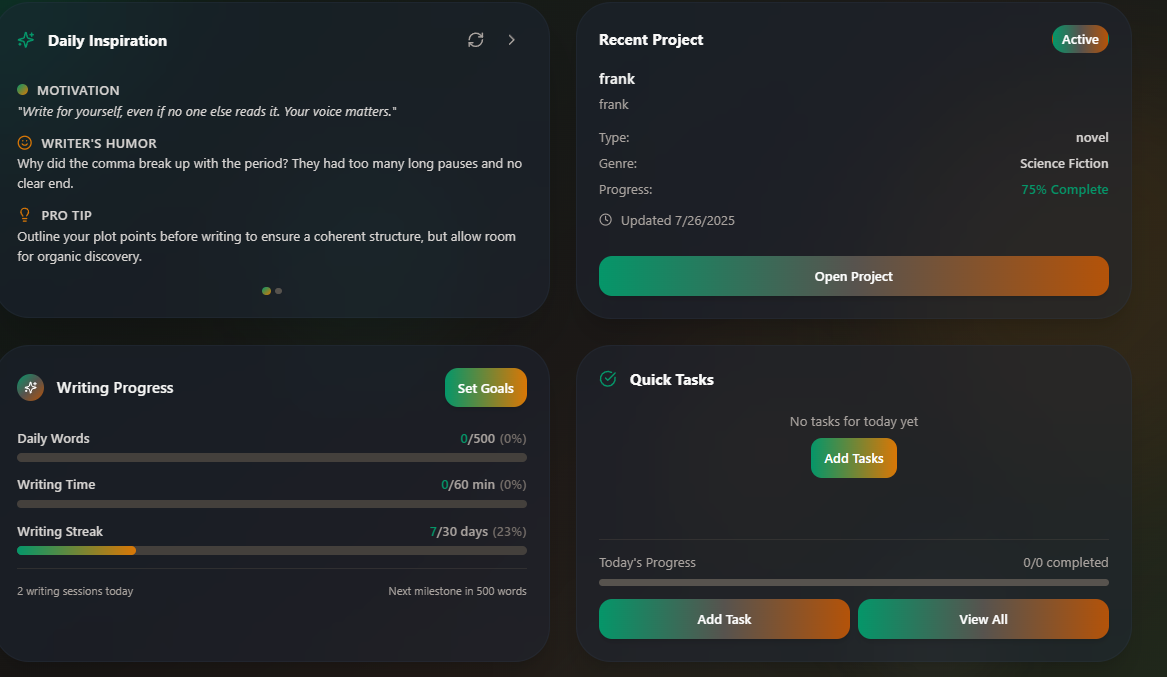 Daily Inspiration
MOTIVATION
"Write for yourself, even if no one else reads it. Your voice matters."
WRITER'S HUMOR
Why did the comma break up with the period? They had too many long pauses and no
clear end.
PRO TIP
Outline your plot points before writing to ensure a coherent structure, but allow room
for organic discovery.
Recent Project
Active
frank
frank
Type: novel
Genre: Science Fiction
Progress: 75% Complete
Updated 7/26/2025
Open Project
Writing Progress
Set Goals
Daily Words 0/500 (0%)
Writing Time 0/60 min (0%)
Writing Streak 7/30 days (23%)
2 writing sessions today Next milestone in 500 words
Quick Tasks
No tasks for today yet
Add Tasks
Today's Progress 0/0 completed
Add Task View All